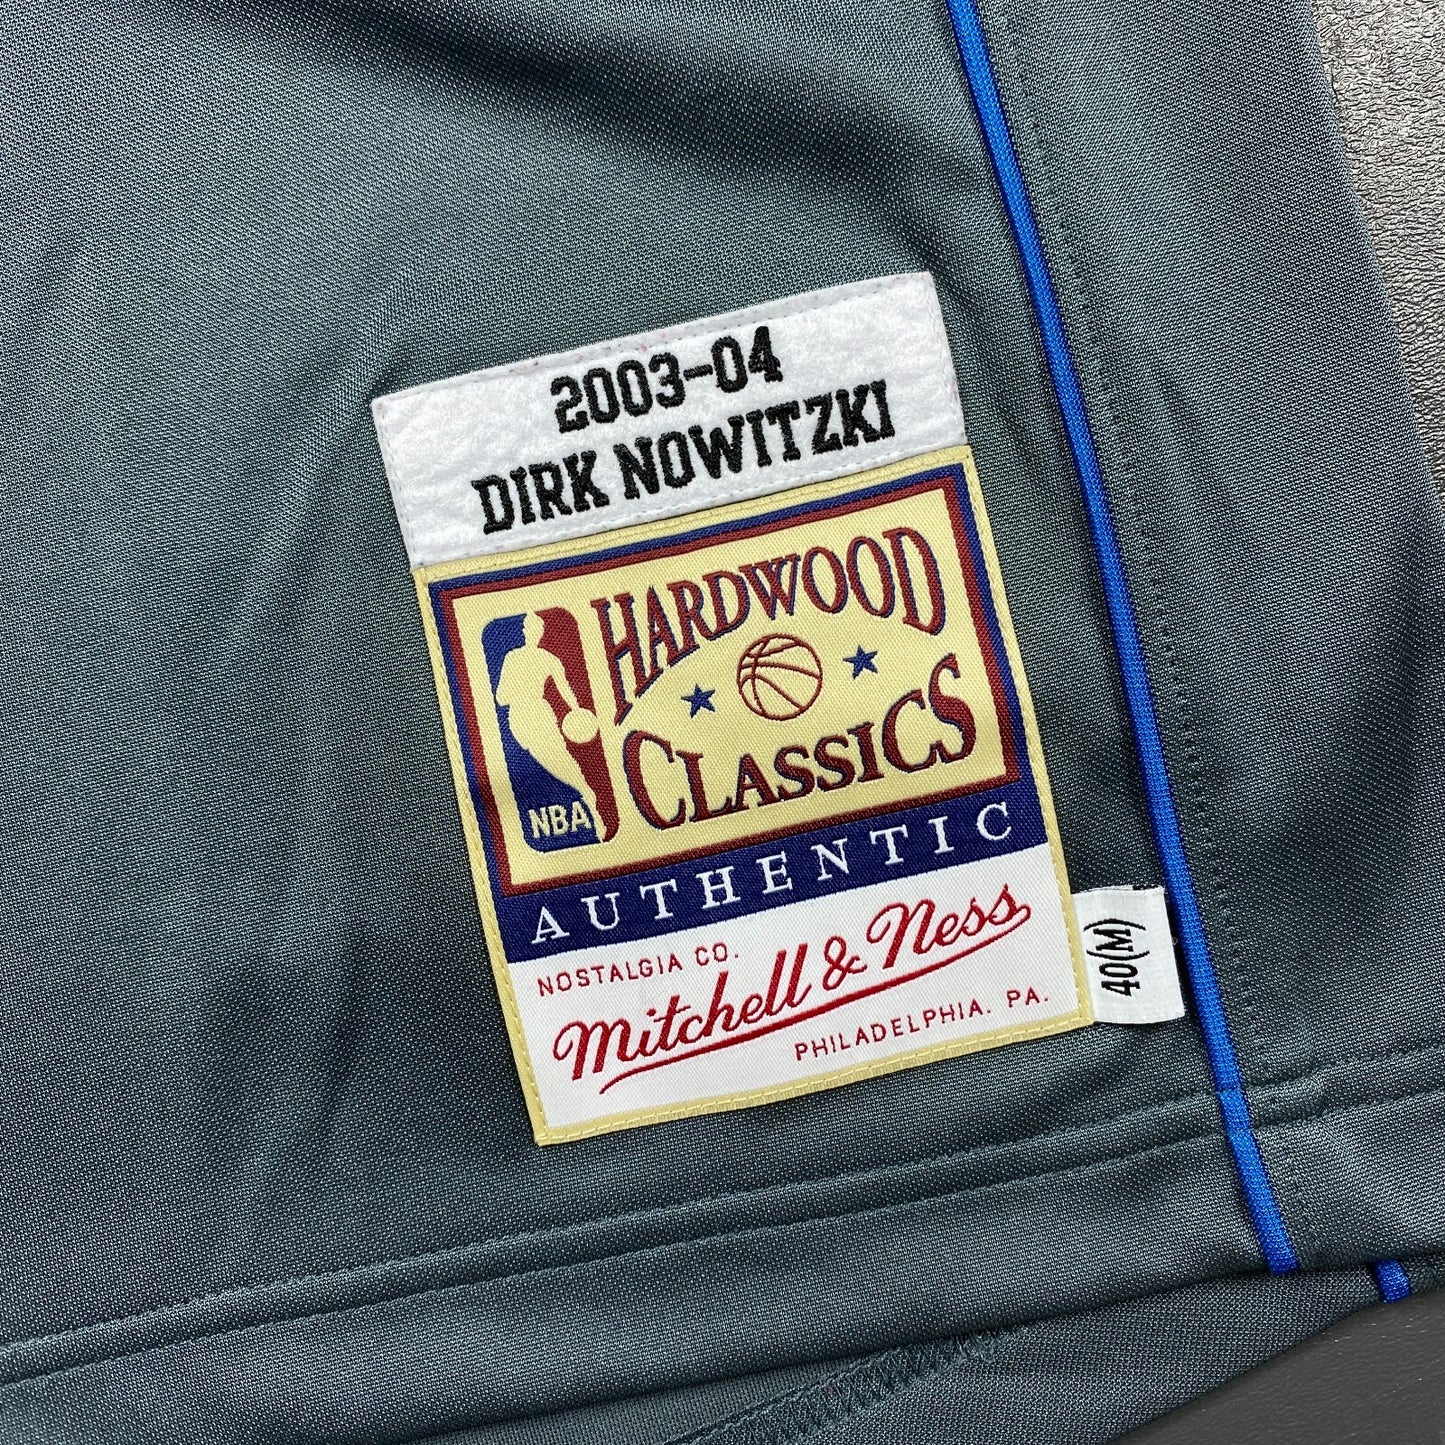 2003-04
DIRK NOWITZKI
HARDWOOD
CLASSICS
NBA
AUTHENTIC
NOSTALGIA CO.
Mitchell & Ness
PHILADELPHIA. PA.
40(M)